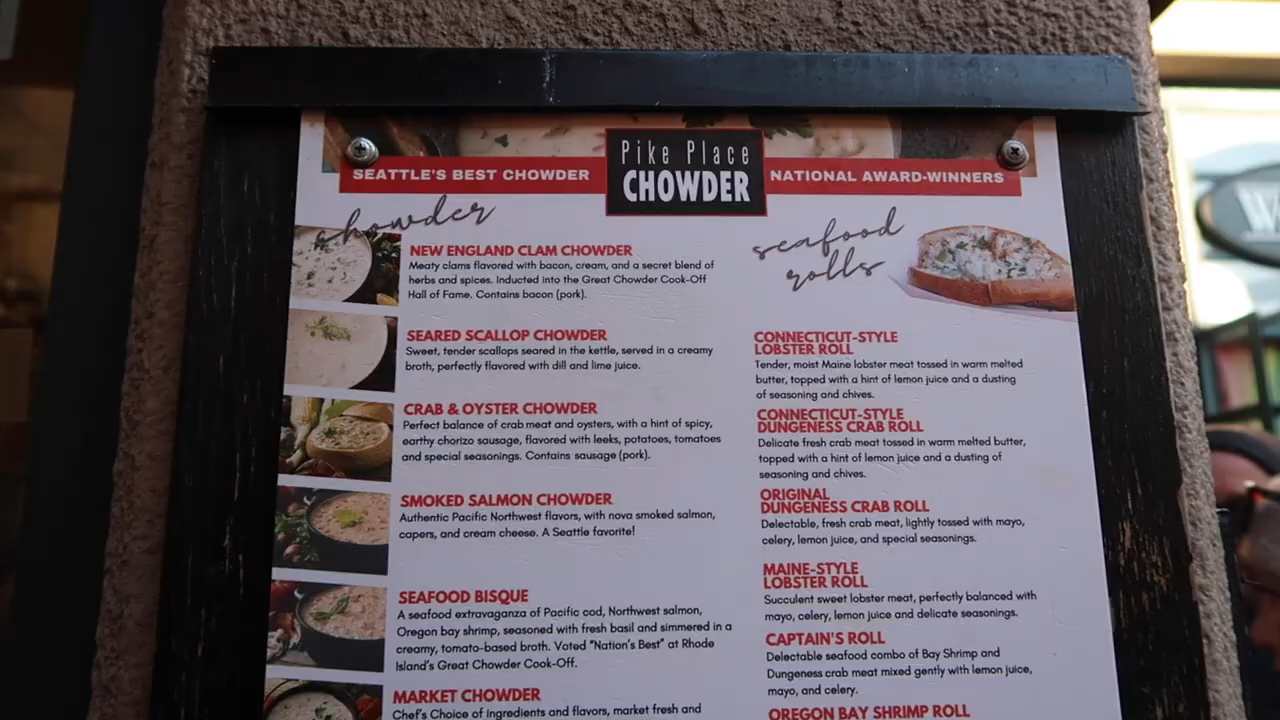 SEATTLE'S BEST CHOWDER
Pike Place
CHOWDER
NATIONAL AWARD-WINNERS
chowder
NEW ENGLAND CLAM CHOWDER
Meaty clams flavored with bacon, cream, and a secret blend of
herbs and spices. Inducted into the Great Chowder Cook-Off
Hall of Fame. Contains bacon (pork).
SEARED SCALLOP CHOWDER
Sweet, tender scallops seared in the kettle, served in a creamy
broth, perfectly flavored with dill and lime juice.
CRAB & OYSTER CHOWDER
Perfect balance of crab meat and oysters, with a hint of spicy,
earthy chorizo sausage, flavored with leeks, potatoes, tomatoes
and special seasonings. Contains sausage (pork).
SMOKED SALMON CHOWDER
Authentic Pacific Northwest flavors, with nova smoked salmon,
capers, and cream cheese. A Seattle favorite!
SEAFOOD BISQUE
A seafood extravaganza of Pacific cod, Northwest salmon,
Oregon bay shrimp, seasoned with fresh basil and simmered in a
creamy, tomato-based broth. Voted "Nation's Best" at Rhode
Island's Great Chowder Cook-Off.
MARKET CHOWDER
Chef's Choice of ingredients and flavors, market fresh and
seafood
rolls
CONNECTICUT-STYLE
LOBSTER ROLL
Tender, moist Maine lobster meat tossed in warm melted
butter, topped with a hint of lemon juice and a dusting
of seasoning and chives.
CONNECTICUT-STYLE
DUNGENESS CRAB ROLL
Delicate fresh crab meat tossed in warm melted butter,
topped with a hint of lemon juice and a dusting of
seasoning and chives.
ORIGINAL
DUNGENESS CRAB ROLL
Delectable, fresh crab meat, lightly tossed with mayo,
celery, lemon juice, and special seasonings.
MAINE-STYLE
LOBSTER ROLL
Succulent sweet lobster meat, perfectly balanced with
mayo, celery, lemon juice and delicate seasonings.
CAPTAIN'S ROLL
Delectable seafood combo of Bay Shrimp and
Dungeness crab meat mixed gently with lemon juice,
mayo, and celery.
OREGON BAY SHRIMP ROLL